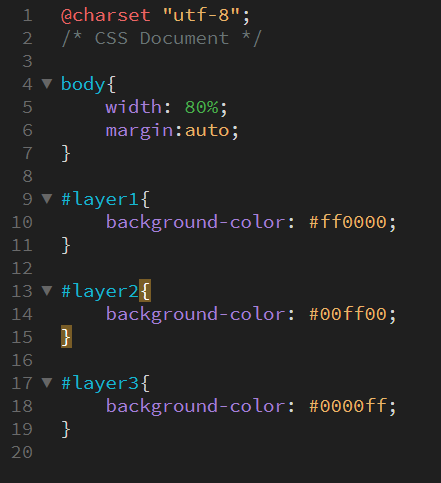 1 @charset "utf-8";
2 /* CSS Document */
3
4 body{
5 width: 80%;
6 margin:auto;
7 }
8
9 #layer1{
10 background-color: #ff0000;
11 }
12
13 #layer2{
14 background-color: #00ff00;
15 }
16
17 #layer3{
18 background-color: #0000ff;
19 }
20